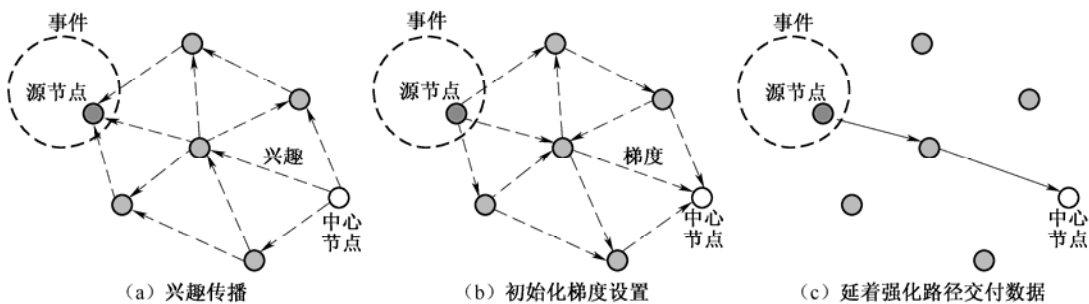 事件
源节点
兴趣
中心
节点
(a) 兴趣传播
事件
源节点
梯度
中心
节点
(b) 初始化梯度设置
事件
源节点
中心
节点
(c) 延着强化路径交付数据